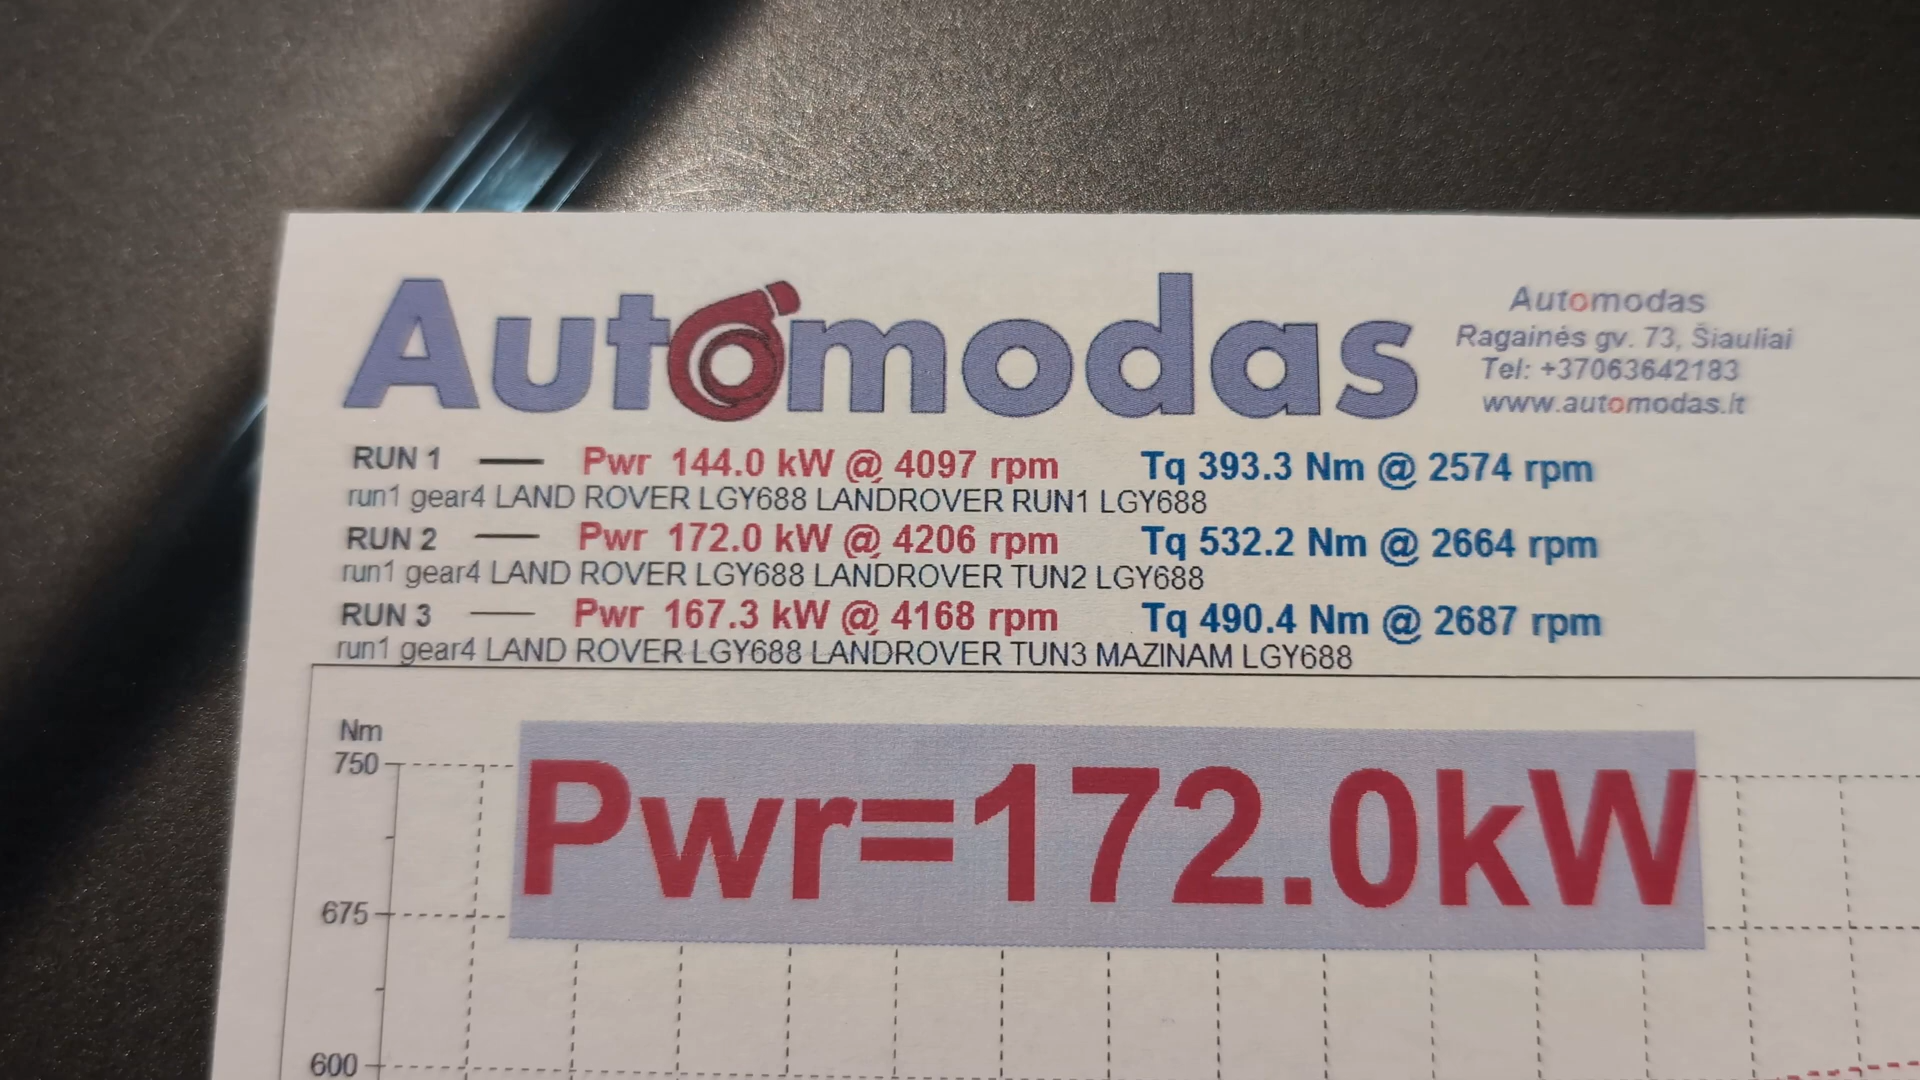 Automodas
Automodas
Ragainės gv. 73, Šiauliai
Tel: +37063642183
www.automodas.lt
RUN 1 Pwr 144.0 kW @ 4097 rpm Tq 393.3 Nm @ 2574 rpm
run1 gear4 LAND ROVER LGY688 LANDROVER RUN1 LGY688
RUN 2 Pwr 172.0 kW @ 4206 rpm Tq 532.2 Nm @ 2664 rpm
run1 gear4 LAND ROVER LGY688 LANDROVER TUN2 LGY688
RUN 3 Pwr 167.3 kW @ 4168 rpm Tq 490.4 Nm @ 2687 rpm
run1 gear4 LAND ROVER LGY688 LANDROVER TUN3 MAZINAM LGY688
Nm
750
Pwr=172.0kW
675
600